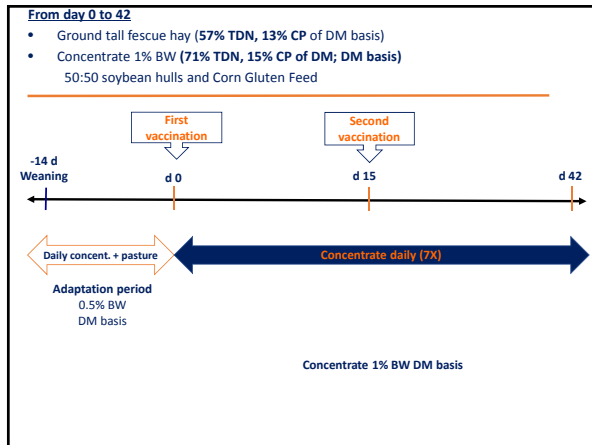 From day 0 to 42
• Ground tall fescue hay (57% TDN, 13% CP of DM basis)
• Concentrate 1% BW (71% TDN, 15% CP of DM; DM basis)
50:50 soybean hulls and Corn Gluten Feed
First
vaccination
Second
vaccination
-14 d
Weaning
d 0
d 15
d 42
Daily concent. + pasture
Concentrate daily (7X)
Adaptation period
0.5% BW
DM basis
Concentrate 1% BW DM basis